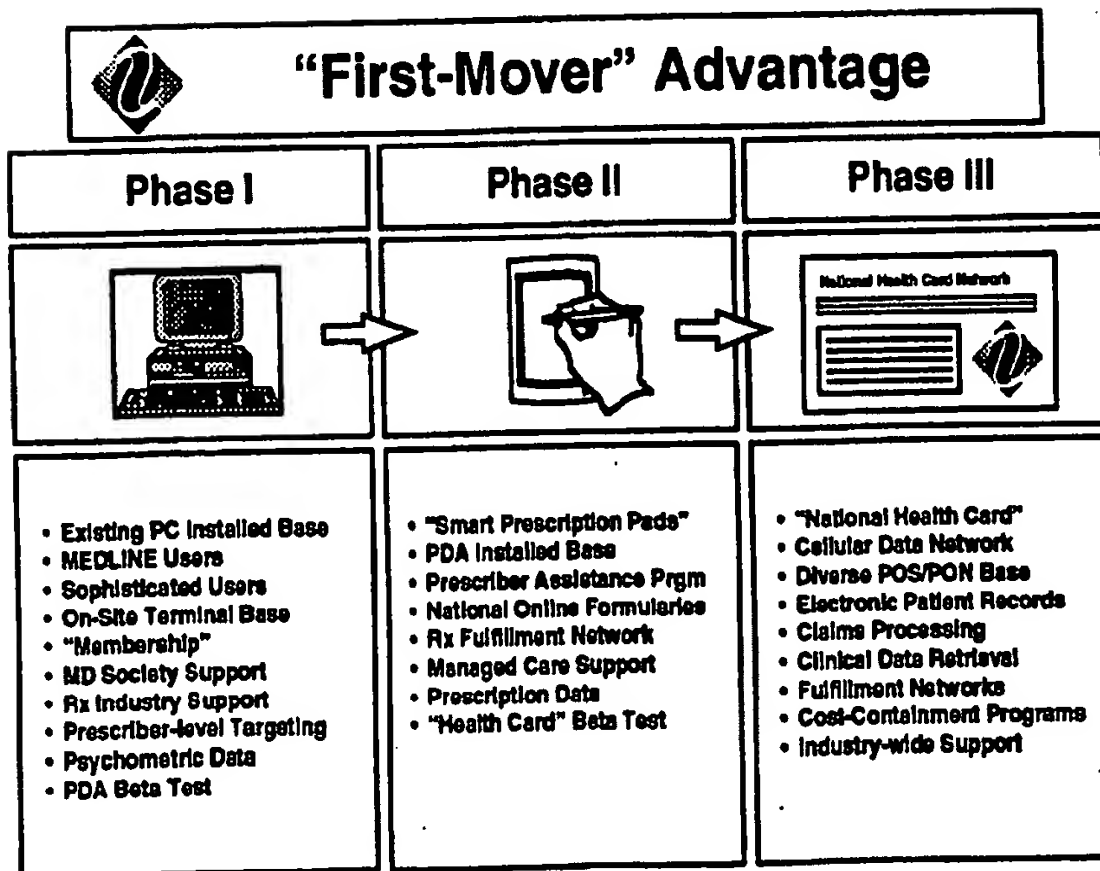 “First-Mover” Advantage
Phase I
Phase II
Phase III
National Health Card Network
• Existing PC Installed Base
• MEDLINE Users
• Sophisticated Users
• On-Site Terminal Base
• "Membership"
• MD Society Support
• Rx Industry Support
• Prescriber-level Targeting
• Psychometric Data
• PDA Beta Test
• "Smart Prescription Pads"
• PDA Installed Base
• Prescriber Assistance Prgm
• National Online Formularies
• Rx Fulfillment Network
• Managed Care Support
• Prescription Data
• "Health Card" Beta Test
• "National Health Card"
• Cellular Data Network
• Diverse POS/PON Base
• Electronic Patient Records
• Claims Processing
• Clinical Data Retrieval
• Fulfillment Networks
• Cost-Containment Programs
• Industry-wide Support